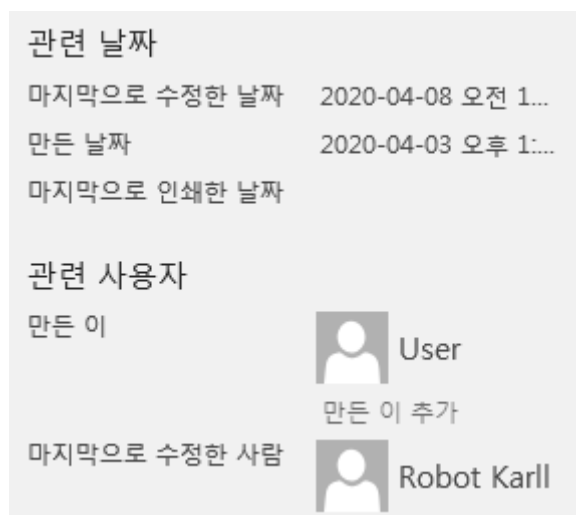 관련 날짜
마지막으로 수정한 날짜 2020-04-08 오전 1...
만든 날짜 2020-04-03 오후 1:...
마지막으로 인쇄한 날짜
관련 사용자
만든 이 User
만든 이 추가
마지막으로 수정한 사람 Robot Karll